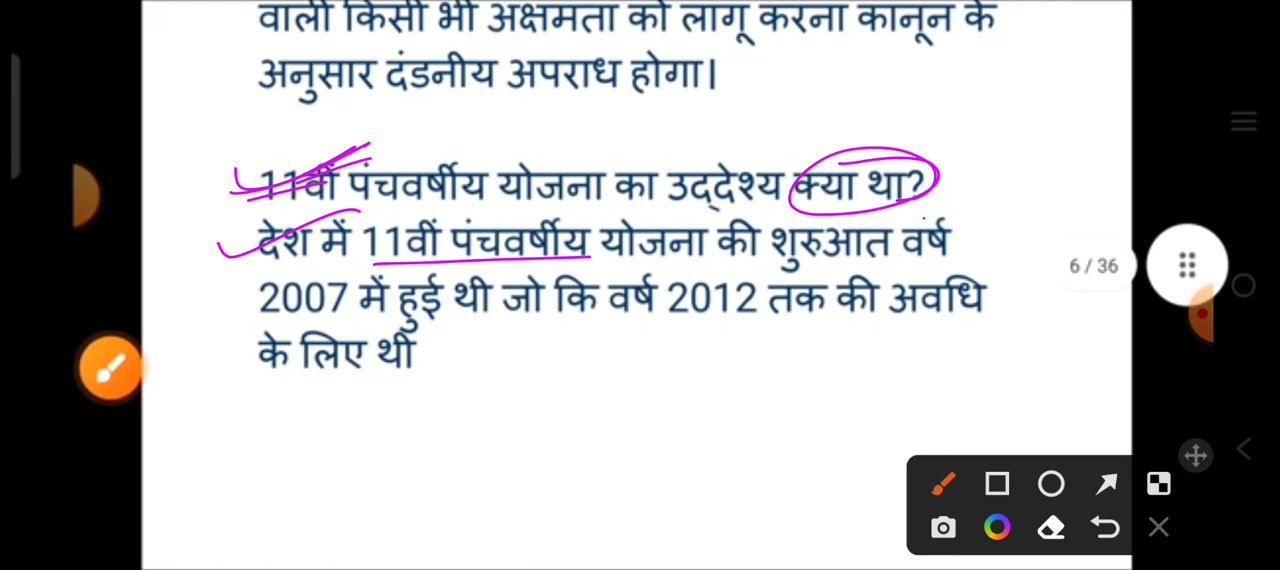 वाली किसी भी अक्षमता को लागू करना कानून के
अनुसार दंडनीय अपराध होगा।
11वीं पंचवर्षीय योजना का उद्देश्य क्या था?
देश में 11वीं पंचवर्षीय योजना की शुरुआत वर्ष
2007 में हुई थी जो कि वर्ष 2012 तक की अवधि
के लिए थी
6 / 36